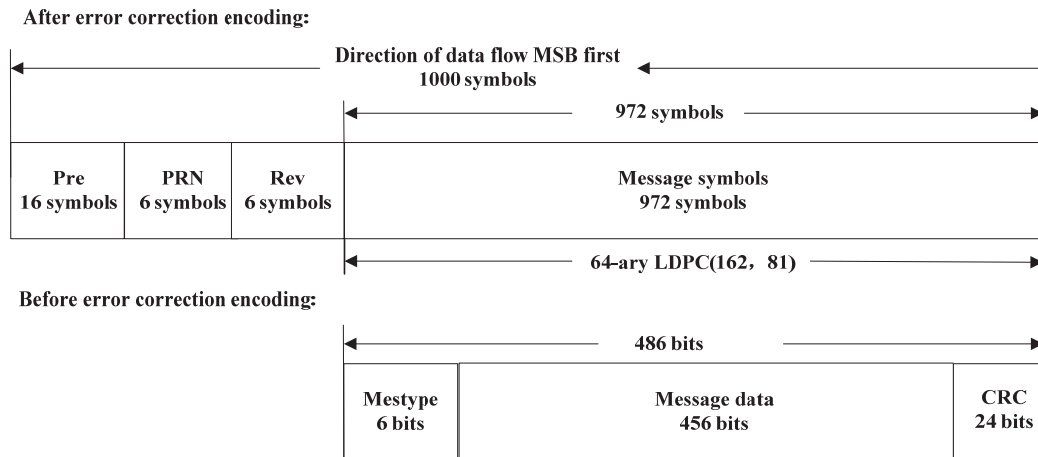 After error correction encoding:
Direction of data flow MSB first
1000 symbols
972 symbols
Pre
16 symbols
PRN
6 symbols
Rev
6 symbols
Message symbols
972 symbols
64-ary LDPC(162，81)
Before error correction encoding:
486 bits
Mestype
6 bits
Message data
456 bits
CRC
24 bits